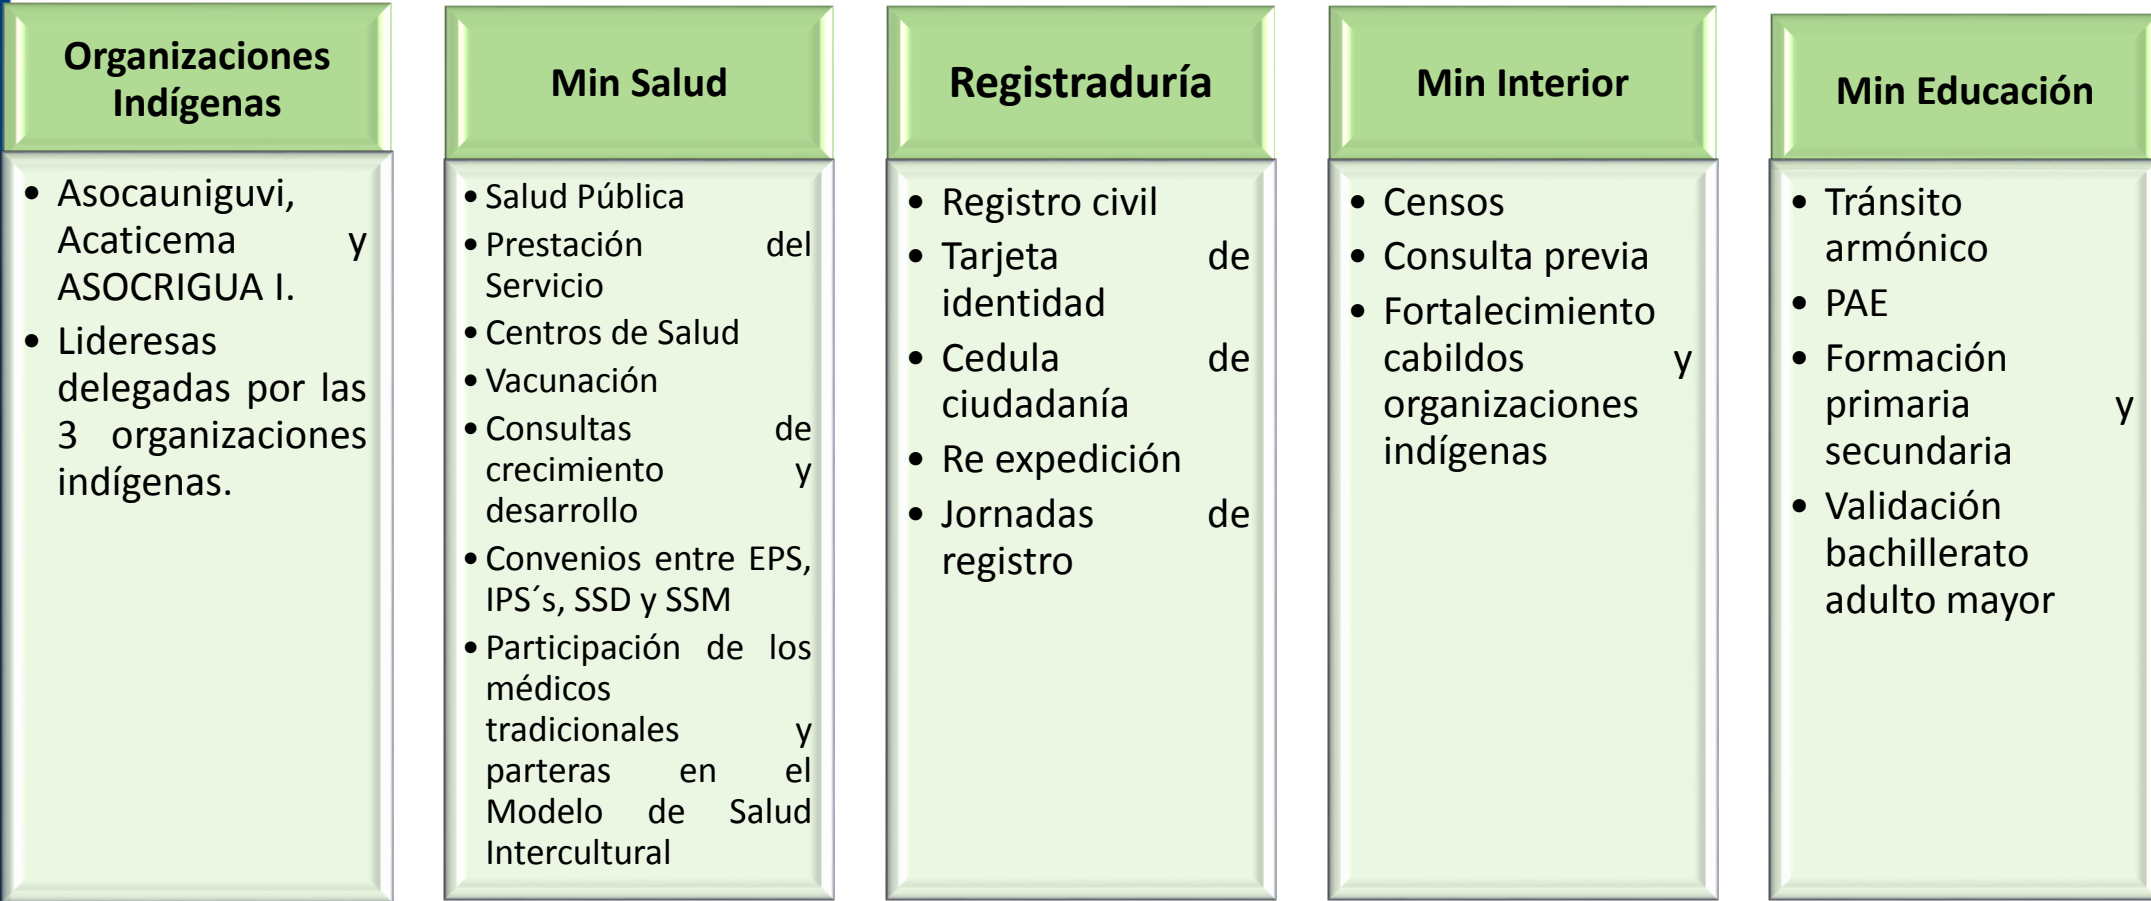 Organizaciones
Indígenas
• Asocauniguvi,
Acaticema y
ASOCRIGUA I.
• Lideresas
delegadas por las
3 organizaciones
indígenas.
Min Salud
• Salud Pública
• Prestación del
Servicio
• Centros de Salud
• Vacunación
• Consultas de
crecimiento y
desarrollo
• Convenios entre EPS,
IPS´s, SSD y SSM
• Participación de los
médicos
tradicionales y
parteras en el
Modelo de Salud
Intercultural
Registraduría
• Registro civil
• Tarjeta de
identidad
• Cedula de
ciudadanía
• Re expedición
• Jornadas de
registro
Min Interior
• Censos
• Consulta previa
• Fortalecimiento
cabildos y
organizaciones
indígenas
Min Educación
• Tránsito
armónico
• PAE
• Formación
primaria y
secundaria
• Validación
bachillerato
adulto mayor